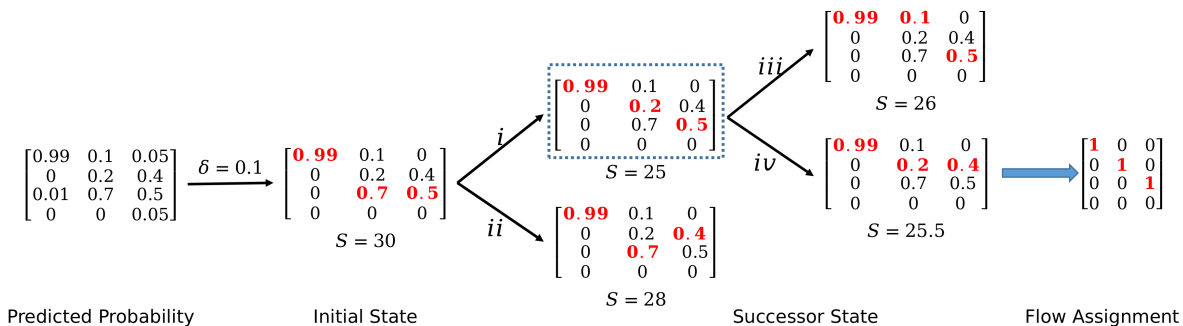 0.99 0.1 0.05
0 0.2 0.4
0.01 0.7 0.5
0 0 0.05
δ = 0.1
0.99 0.1 0
0 0.2 0.4
0 0.7 0.5
0 0 0
S = 30
i
ii
0.99 0.1 0
0 0.2 0.4
0 0.7 0.5
0 0 0
S = 25
0.99 0.1 0
0 0.2 0.4
0 0.7 0.5
0 0 0
S = 28
iii
iv
0.99 0.1 0
0 0.2 0.4
0 0.7 0.5
0 0 0
S = 26
0.99 0.1 0
0 0.2 0.4
0 0.7 0.5
0 0 0
S = 25.5
1 0 0
0 1 0
0 0 1
0 0 0
Predicted Probability
Initial State
Successor State
Flow Assignment